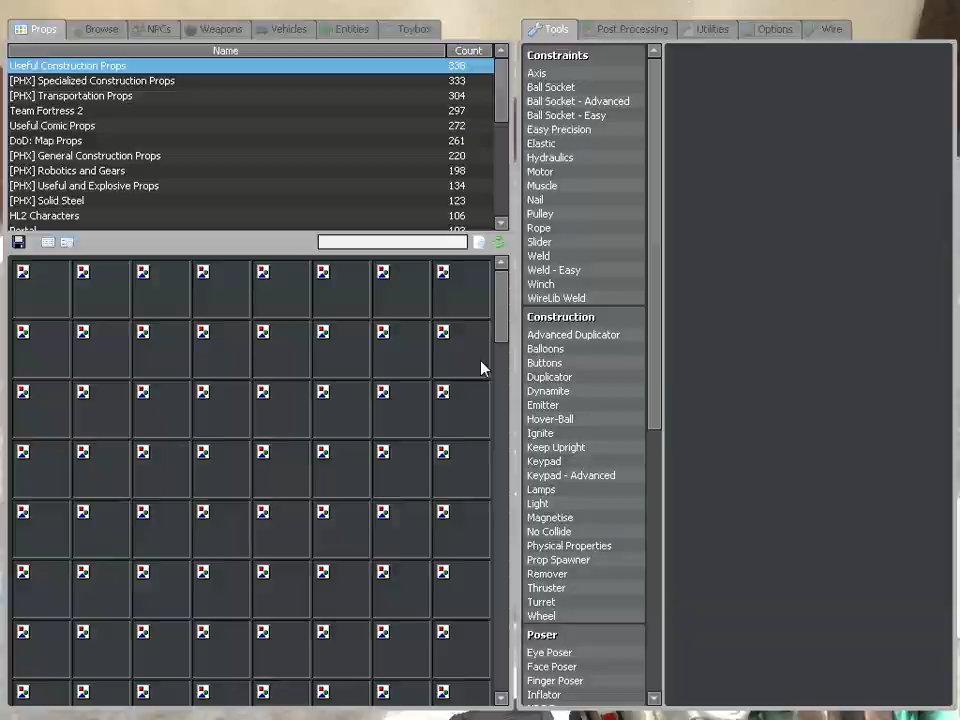 Props
Browse
NPCs
Weapons
Vehicles
Entities
Toybox
Name
Count
Useful Construction Props
336
[PHX] Specialized Construction Props
333
[PHX] Transportation Props
304
Team Fortress 2
297
Useful Comic Props
272
DoD: Map Props
261
[PHX] General Construction Props
220
[PHX] Robotics and Gears
198
[PHX] Useful and Explosive Props
134
[PHX] Solid Steel
123
HL2 Characters
106
Portal
Tools
Post Processing
Utilities
Options
Wire
Constraints
Axis
Ball Socket
Ball Socket - Advanced
Ball Socket - Easy
Easy Precision
Elastic
Hydraulics
Motor
Muscle
Nail
Pulley
Rope
Slider
Weld
Weld - Easy
Winch
WireLib Weld
Construction
Advanced Duplicator
Balloons
Buttons
Duplicator
Dynamite
Emitter
Hover-Ball
Ignite
Keep Upright
Keypad
Keypad - Advanced
Lamps
Light
Magnetise
No Collide
Physical Properties
Prop Spawner
Remover
Thruster
Turret
Wheel
Poser
Eye Poser
Face Poser
Finger Poser
Inflator